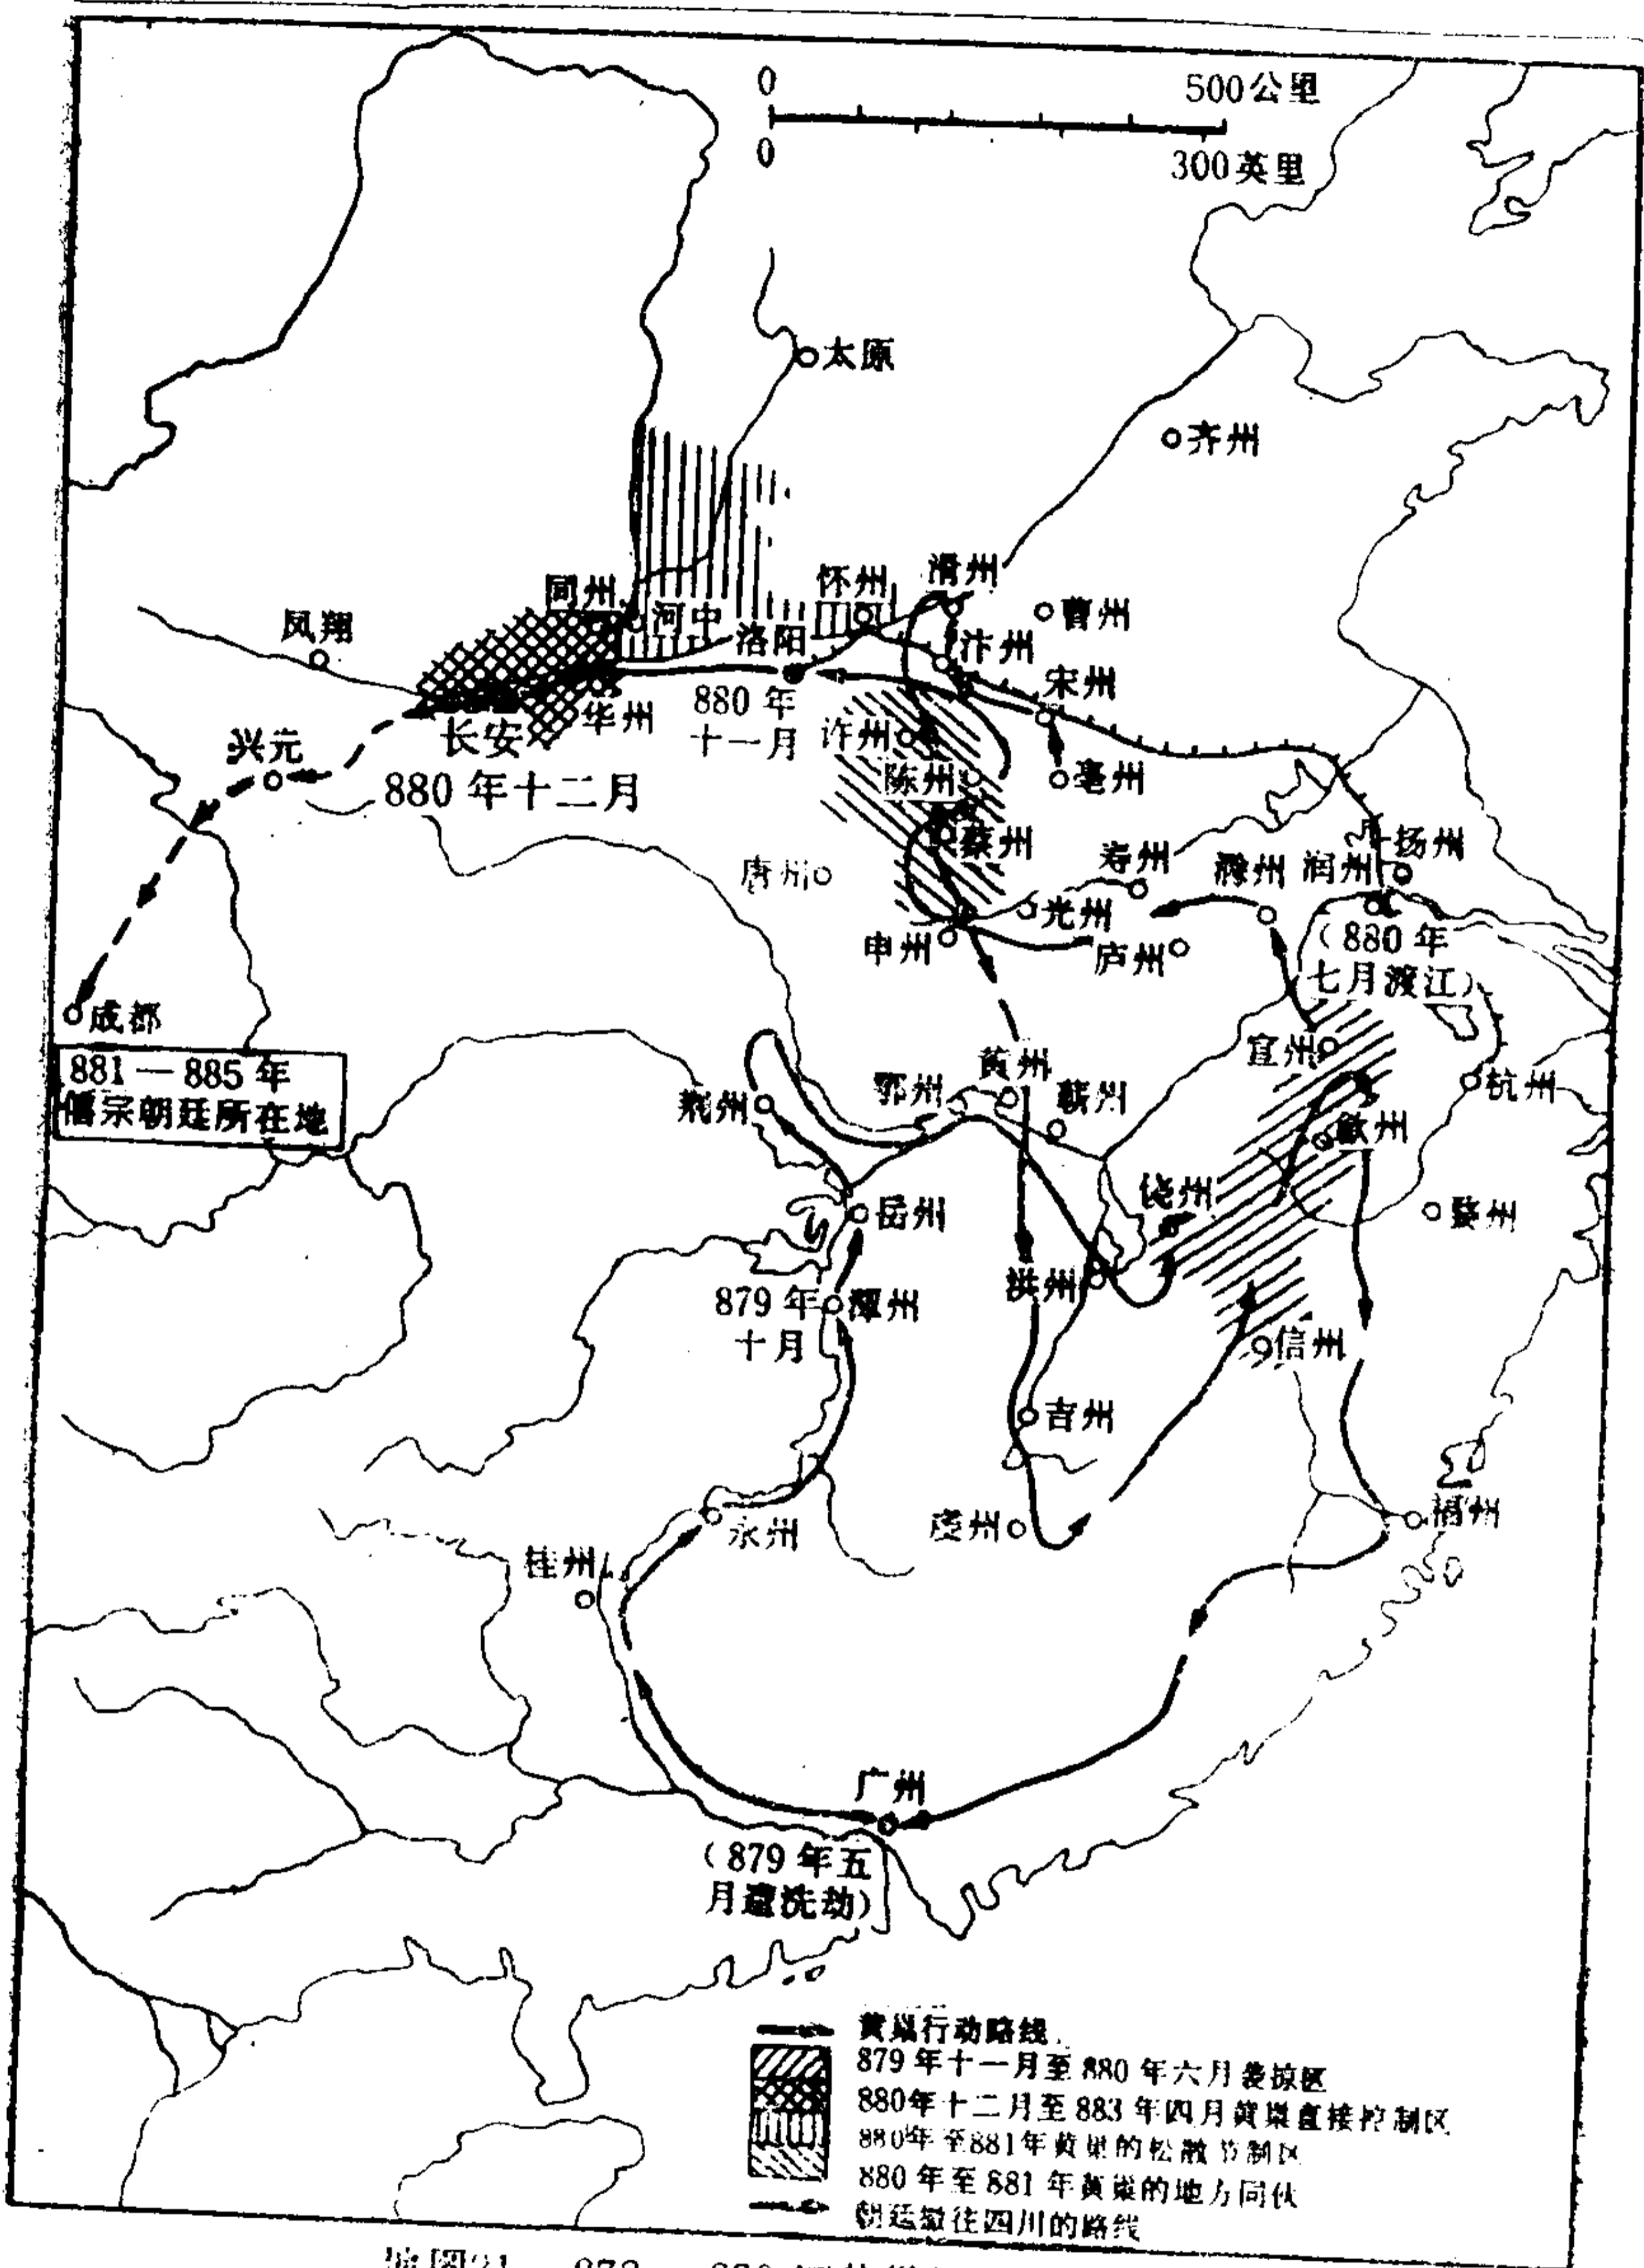 0
500公里
0
300英里
太原
齐州
滑州
怀州
同州
曹州
河中
凤翔
洛阳
汴州
宋州
880年
十一月
华州
许州
长安
兴元
陈州
亳州
880年十二月
蔡州
扬州
寿州
润州
滁州
唐州
光州
申州
庐州
(880年
七月渡江)
成都
宣州
881—885年
僖宗朝廷所在地
黄州
杭州
鄂州
蕲州
荆州
歙州
饶州
岳州
婺州
洪州
879年
十月
潭州
信州
吉州
福州
虔州
永州
桂州
广州
(879年五
月遭洗劫)
黄巢行动路线
879年十一月至880年六月袭掠区
880年十二月至883年四月黄巢直接控制区
880年至881年黄巢的松散节制区
880年至881年黄巢的地方同伙
朝廷撤往四川的路线
地图21